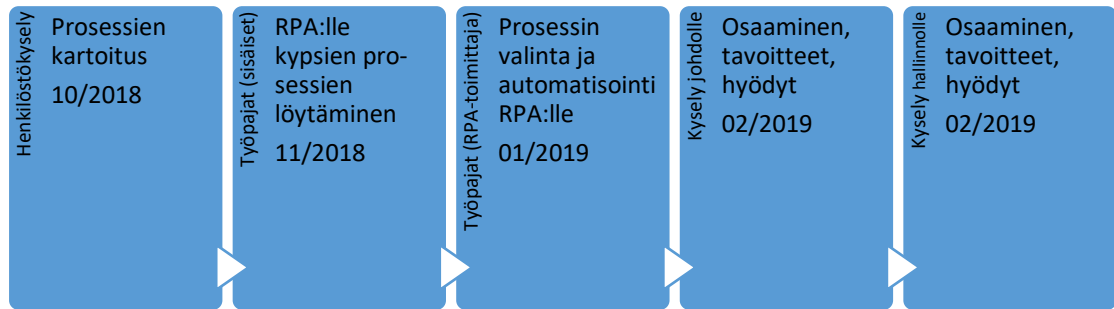 Henkilöstökysely
Prosessien
kartoitus
10/2018
Työpajat (sisäiset)
RPA:lle
kypsien pro-
sessien
löytäminen
11/2018
Työpajat (RPA-toimittaja)
Prosessin
valinta ja
automatisointi
RPA:lle
01/2019
Kysely johdolle
Osaaminen,
tavoitteet,
hyödyt
02/2019
Kysely hallinnolle
Osaaminen,
tavoitteet,
hyödyt
02/2019